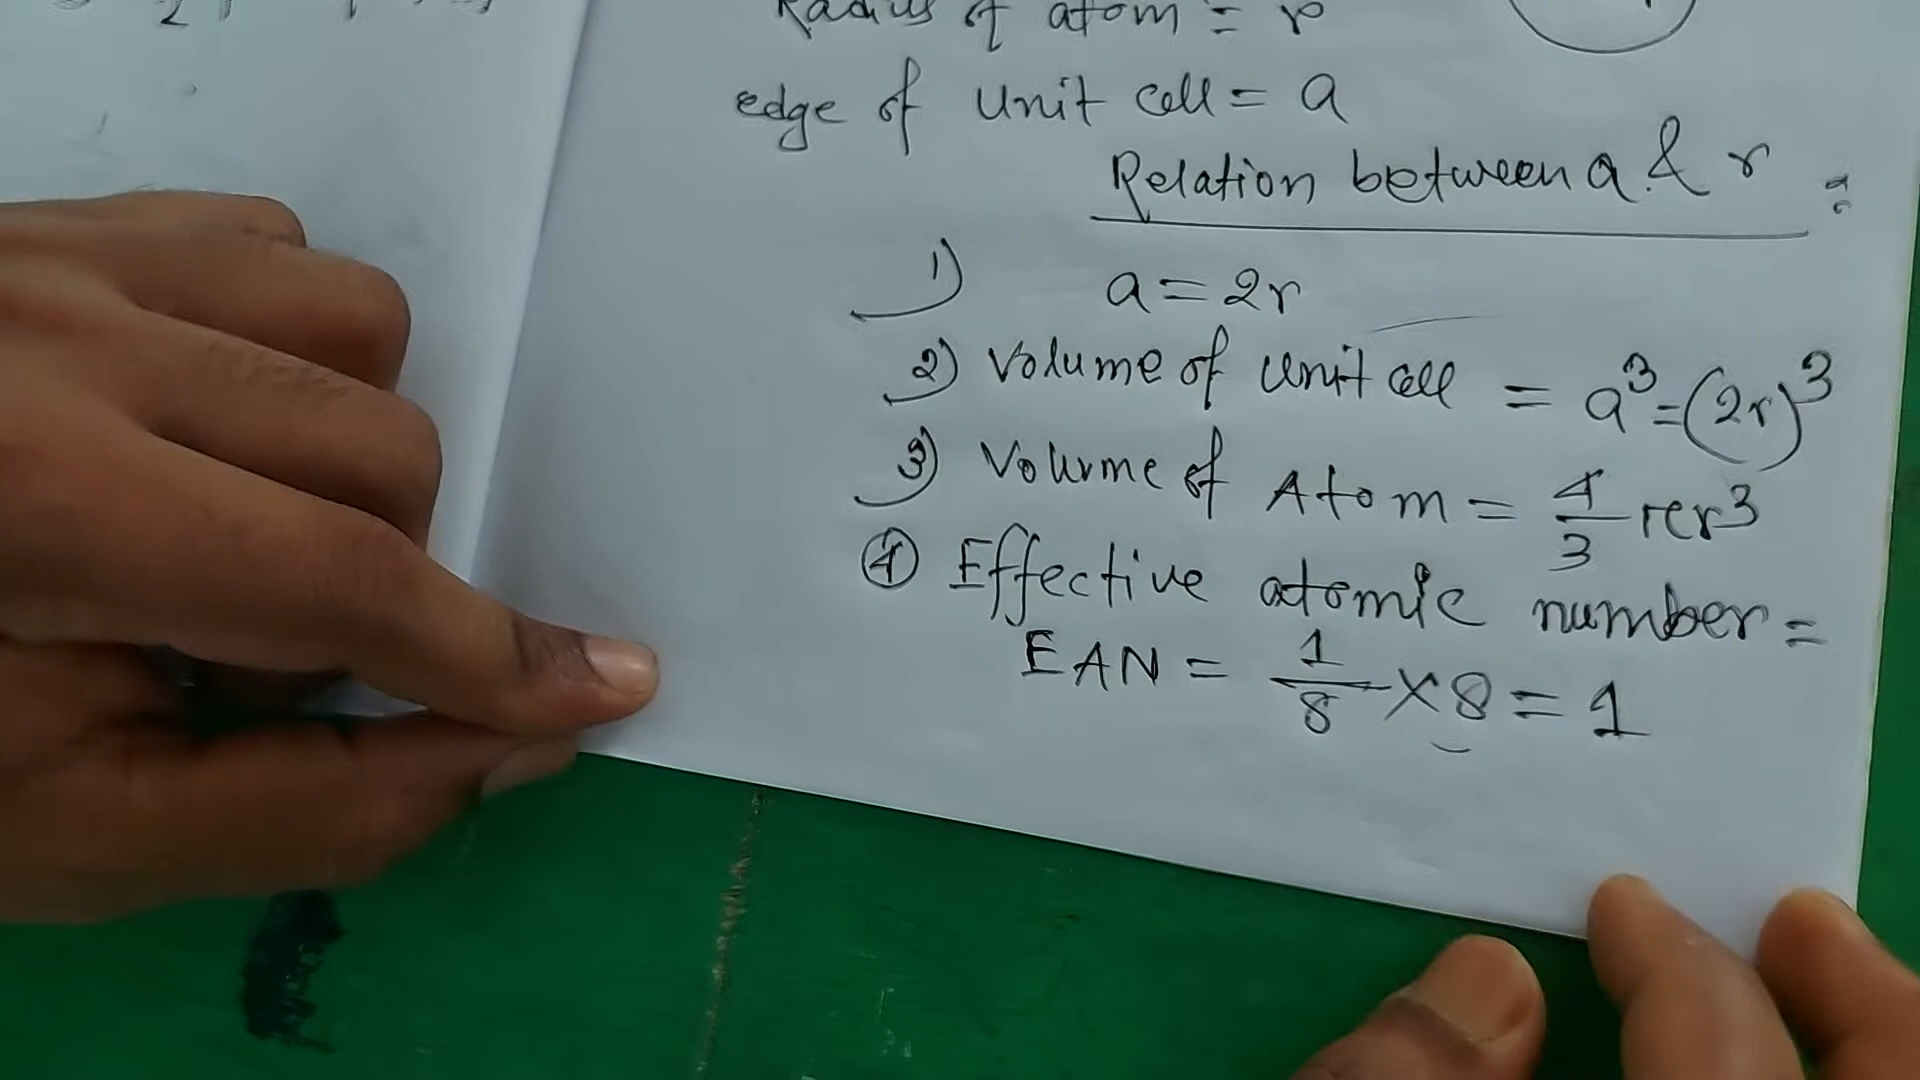 Radius of atom = r
edge of unit cell = a
Relation between a & r :
1) a = 2r
2) Volume of unit cell = a³ = (2r)³
3) Volume of Atom = 4/3 πr³
④ Effective atomic number =
EAN = 1/8 × 8 = 1